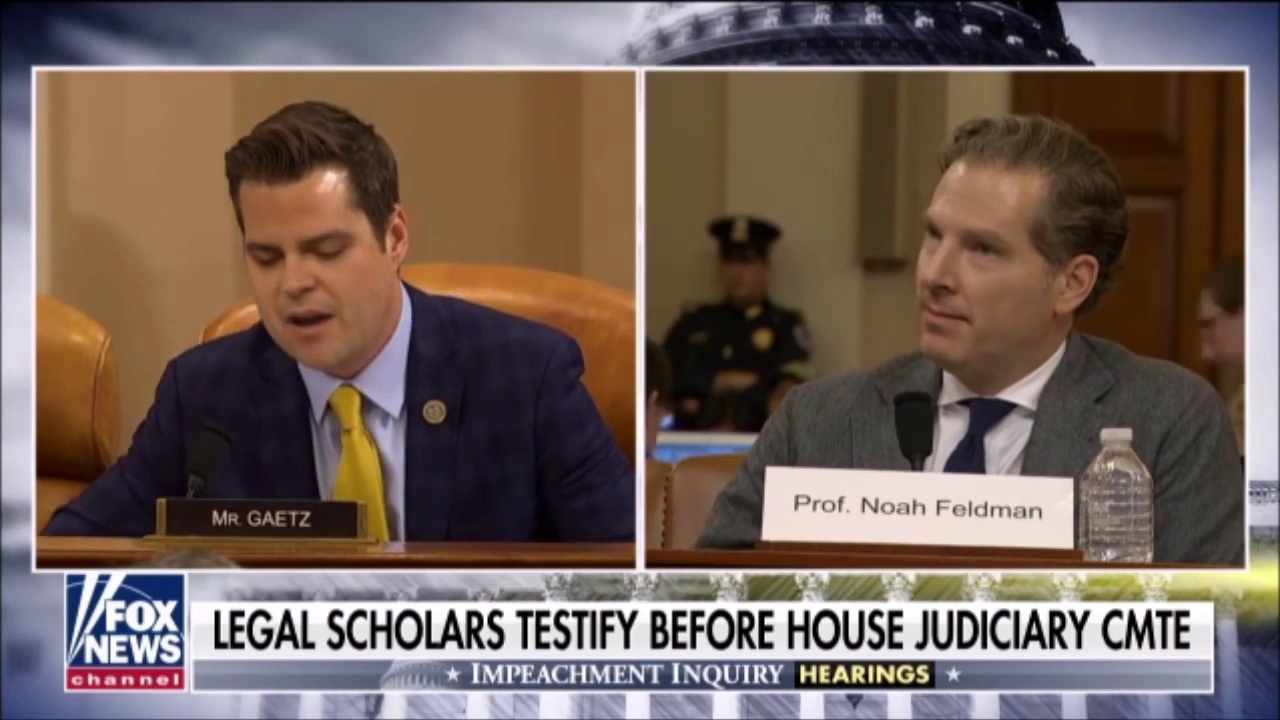 MR. GAETZ
Prof. Noah Feldman
FOX
NEWS
channel
LEGAL SCHOLARS TESTIFY BEFORE HOUSE JUDICIARY CMTE
IMPEACHMENT INQUIRY HEARINGS